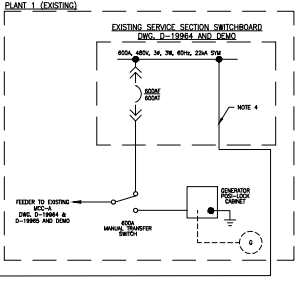 PLANT 1 (EXISTING)
EXISTING SERVICE SECTION SWITCHBOARD
DWG. D-19964 AND DEMO
600A, 480V, 3ø, 3W, 60Hz, 22kA SYM
600AF
600AT
NOTE 4
FEEDER TO EXISTING
MCC-A
DWG. D-19964 &
D-19965 AND DEMO
600A
MANUAL TRANSFER
SWITCH
GENERATOR
POSI-LOCK
CABINET
G